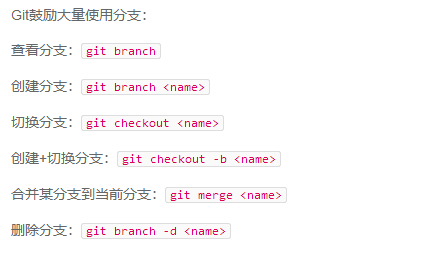 Git鼓励大量使用分支：
查看分支：git branch
创建分支：git branch <name>
切换分支：git checkout <name>
创建+切换分支：git checkout -b <name>
合并某分支到当前分支：git merge <name>
删除分支：git branch -d <name>